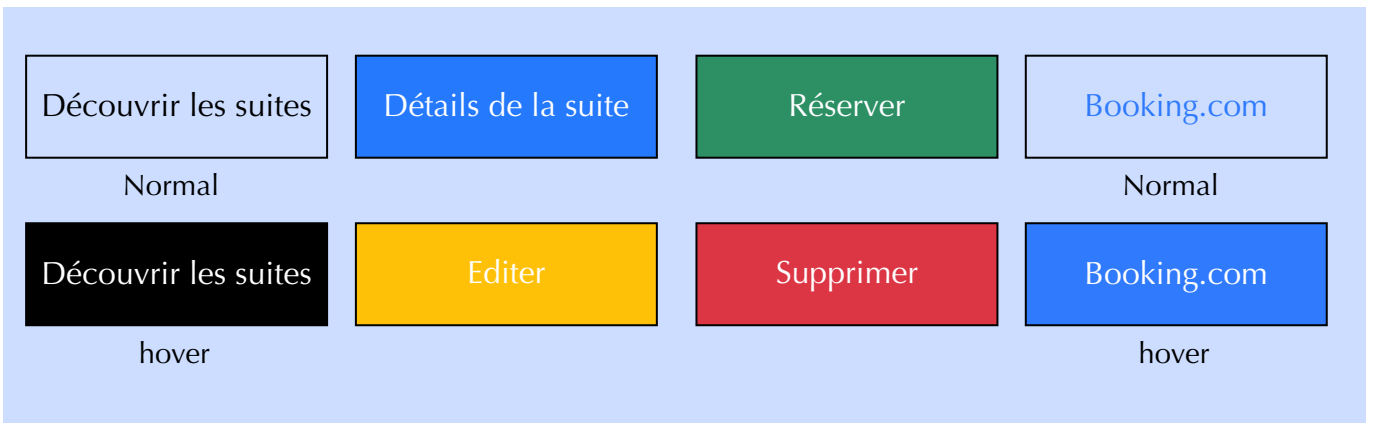 Découvrir les suites
Détails de la suite
Réserver
Booking.com
Normal
Normal
Découvrir les suites
Editer
Supprimer
Booking.com
hover
hover